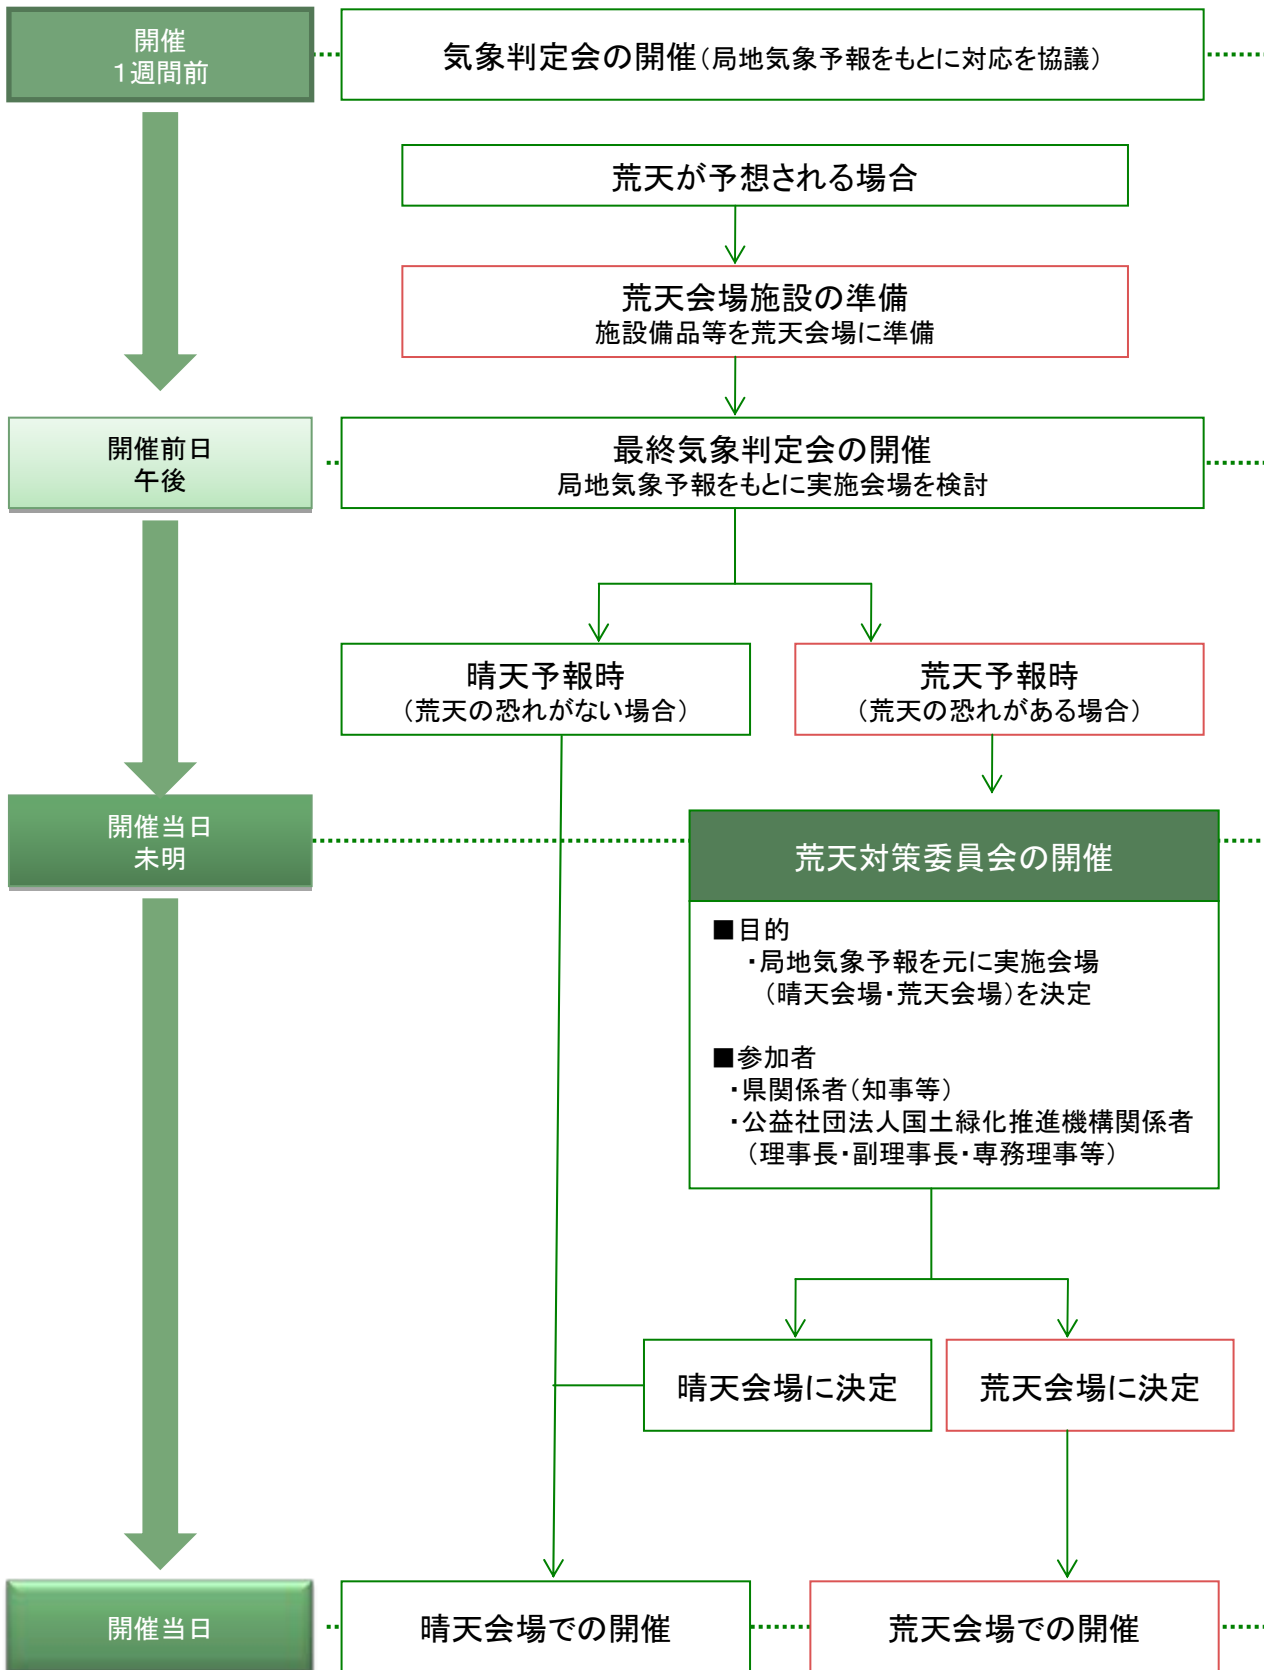 開催
1週間前
気象判定会の開催（局地気象予報をもとに対応を協議）
荒天が予想される場合
荒天会場施設の準備
施設備品等を荒天会場に準備
開催前日
午後
最終気象判定会の開催
局地気象予報をもとに実施会場を検討
晴天予報時
（荒天の恐れがない場合）
荒天予報時
（荒天の恐れがある場合）
開催当日
未明
荒天対策委員会の開催
■目的
・局地気象予報を元に実施会場
（晴天会場・荒天会場）を決定
■参加者
・県関係者（知事等）
・公益社団法人国土緑化推進機構関係者
（理事長・副理事長・専務理事等）
晴天会場に決定
荒天会場に決定
開催当日
晴天会場での開催
荒天会場での開催